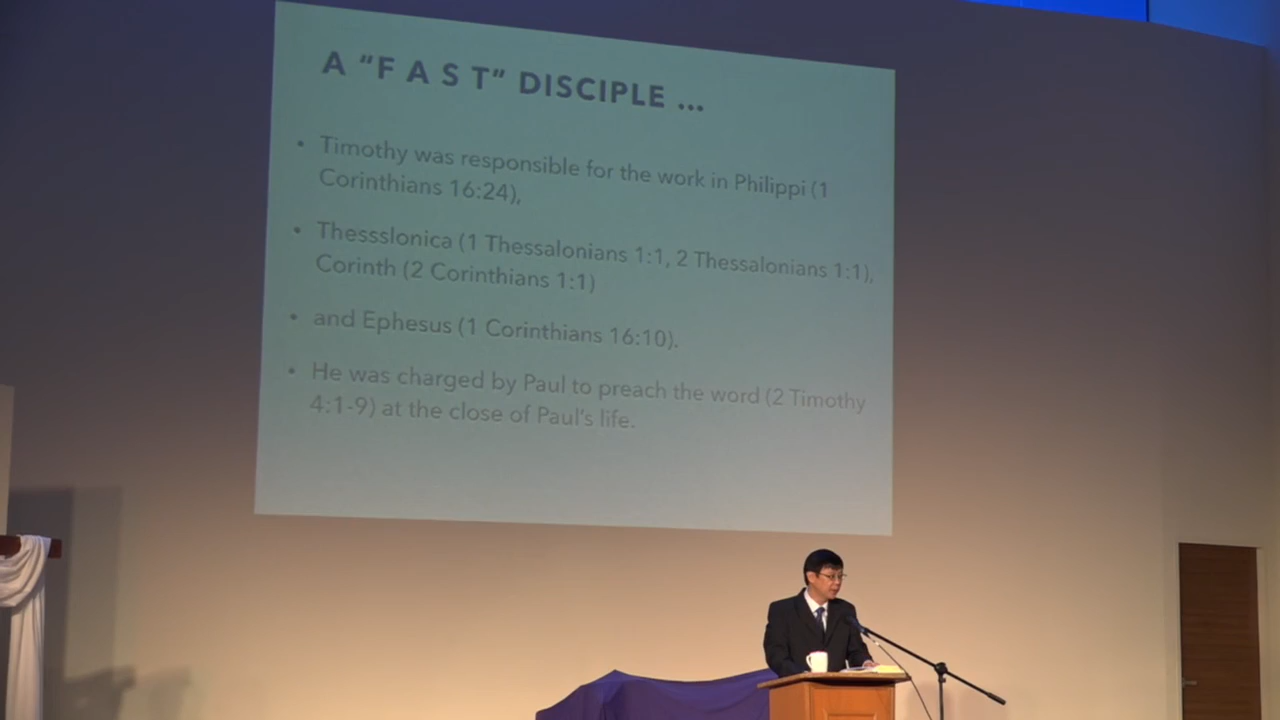 A “F A S T” DISCIPLE ...
• Timothy was responsible for the work in Philippi (1
Corinthians 16:24),
• Thessslonica (1 Thessalonians 1:1, 2 Thessalonians 1:1),
Corinth (2 Corinthians 1:1)
• and Ephesus (1 Corinthians 16:10).
• He was charged by Paul to preach the word (2 Timothy
4:1-9) at the close of Paul’s life.